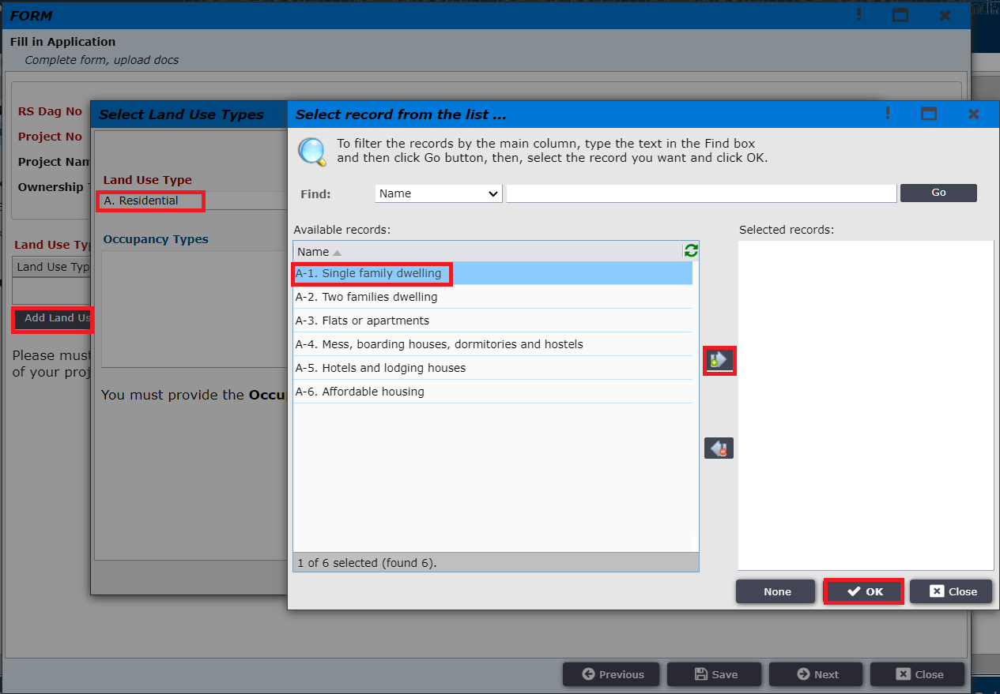 FORM
Fill in Application
Complete form, upload docs
RS Dag No
Project No
Project Nam
Ownership
Land Use Typ
Land Use Typ
Add Land Us
Please must
of your proj
Select Land Use Types
Land Use Type
A. Residential
Occupancy Types
You must provide the Occu
Select record from the list ...
To filter the records by the main column, type the text in the Find box
and then click Go button, then, select the record you want and click OK.
Find:
Name
Go
Available records:
Selected records:
Name
A-1. Single family dwelling
A-2. Two families dwelling
A-3. Flats or apartments
A-4. Mess, boarding houses, dormitories and hostels
A-5. Hotels and lodging houses
A-6. Affordable housing
1 of 6 selected (found 6).
None
OK
Close
Previous
Save
Next
Close